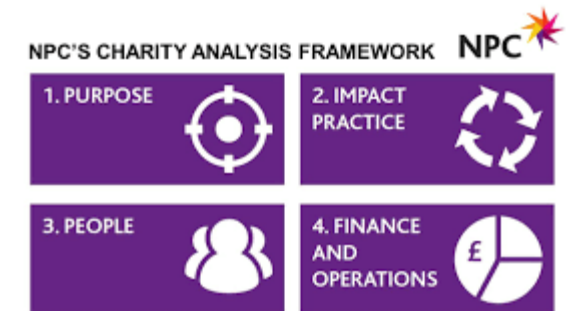 NPC'S CHARITY ANALYSIS FRAMEWORK
NPC
1. PURPOSE
2. IMPACT
PRACTICE
3. PEOPLE
4. FINANCE
AND
OPERATIONS
£